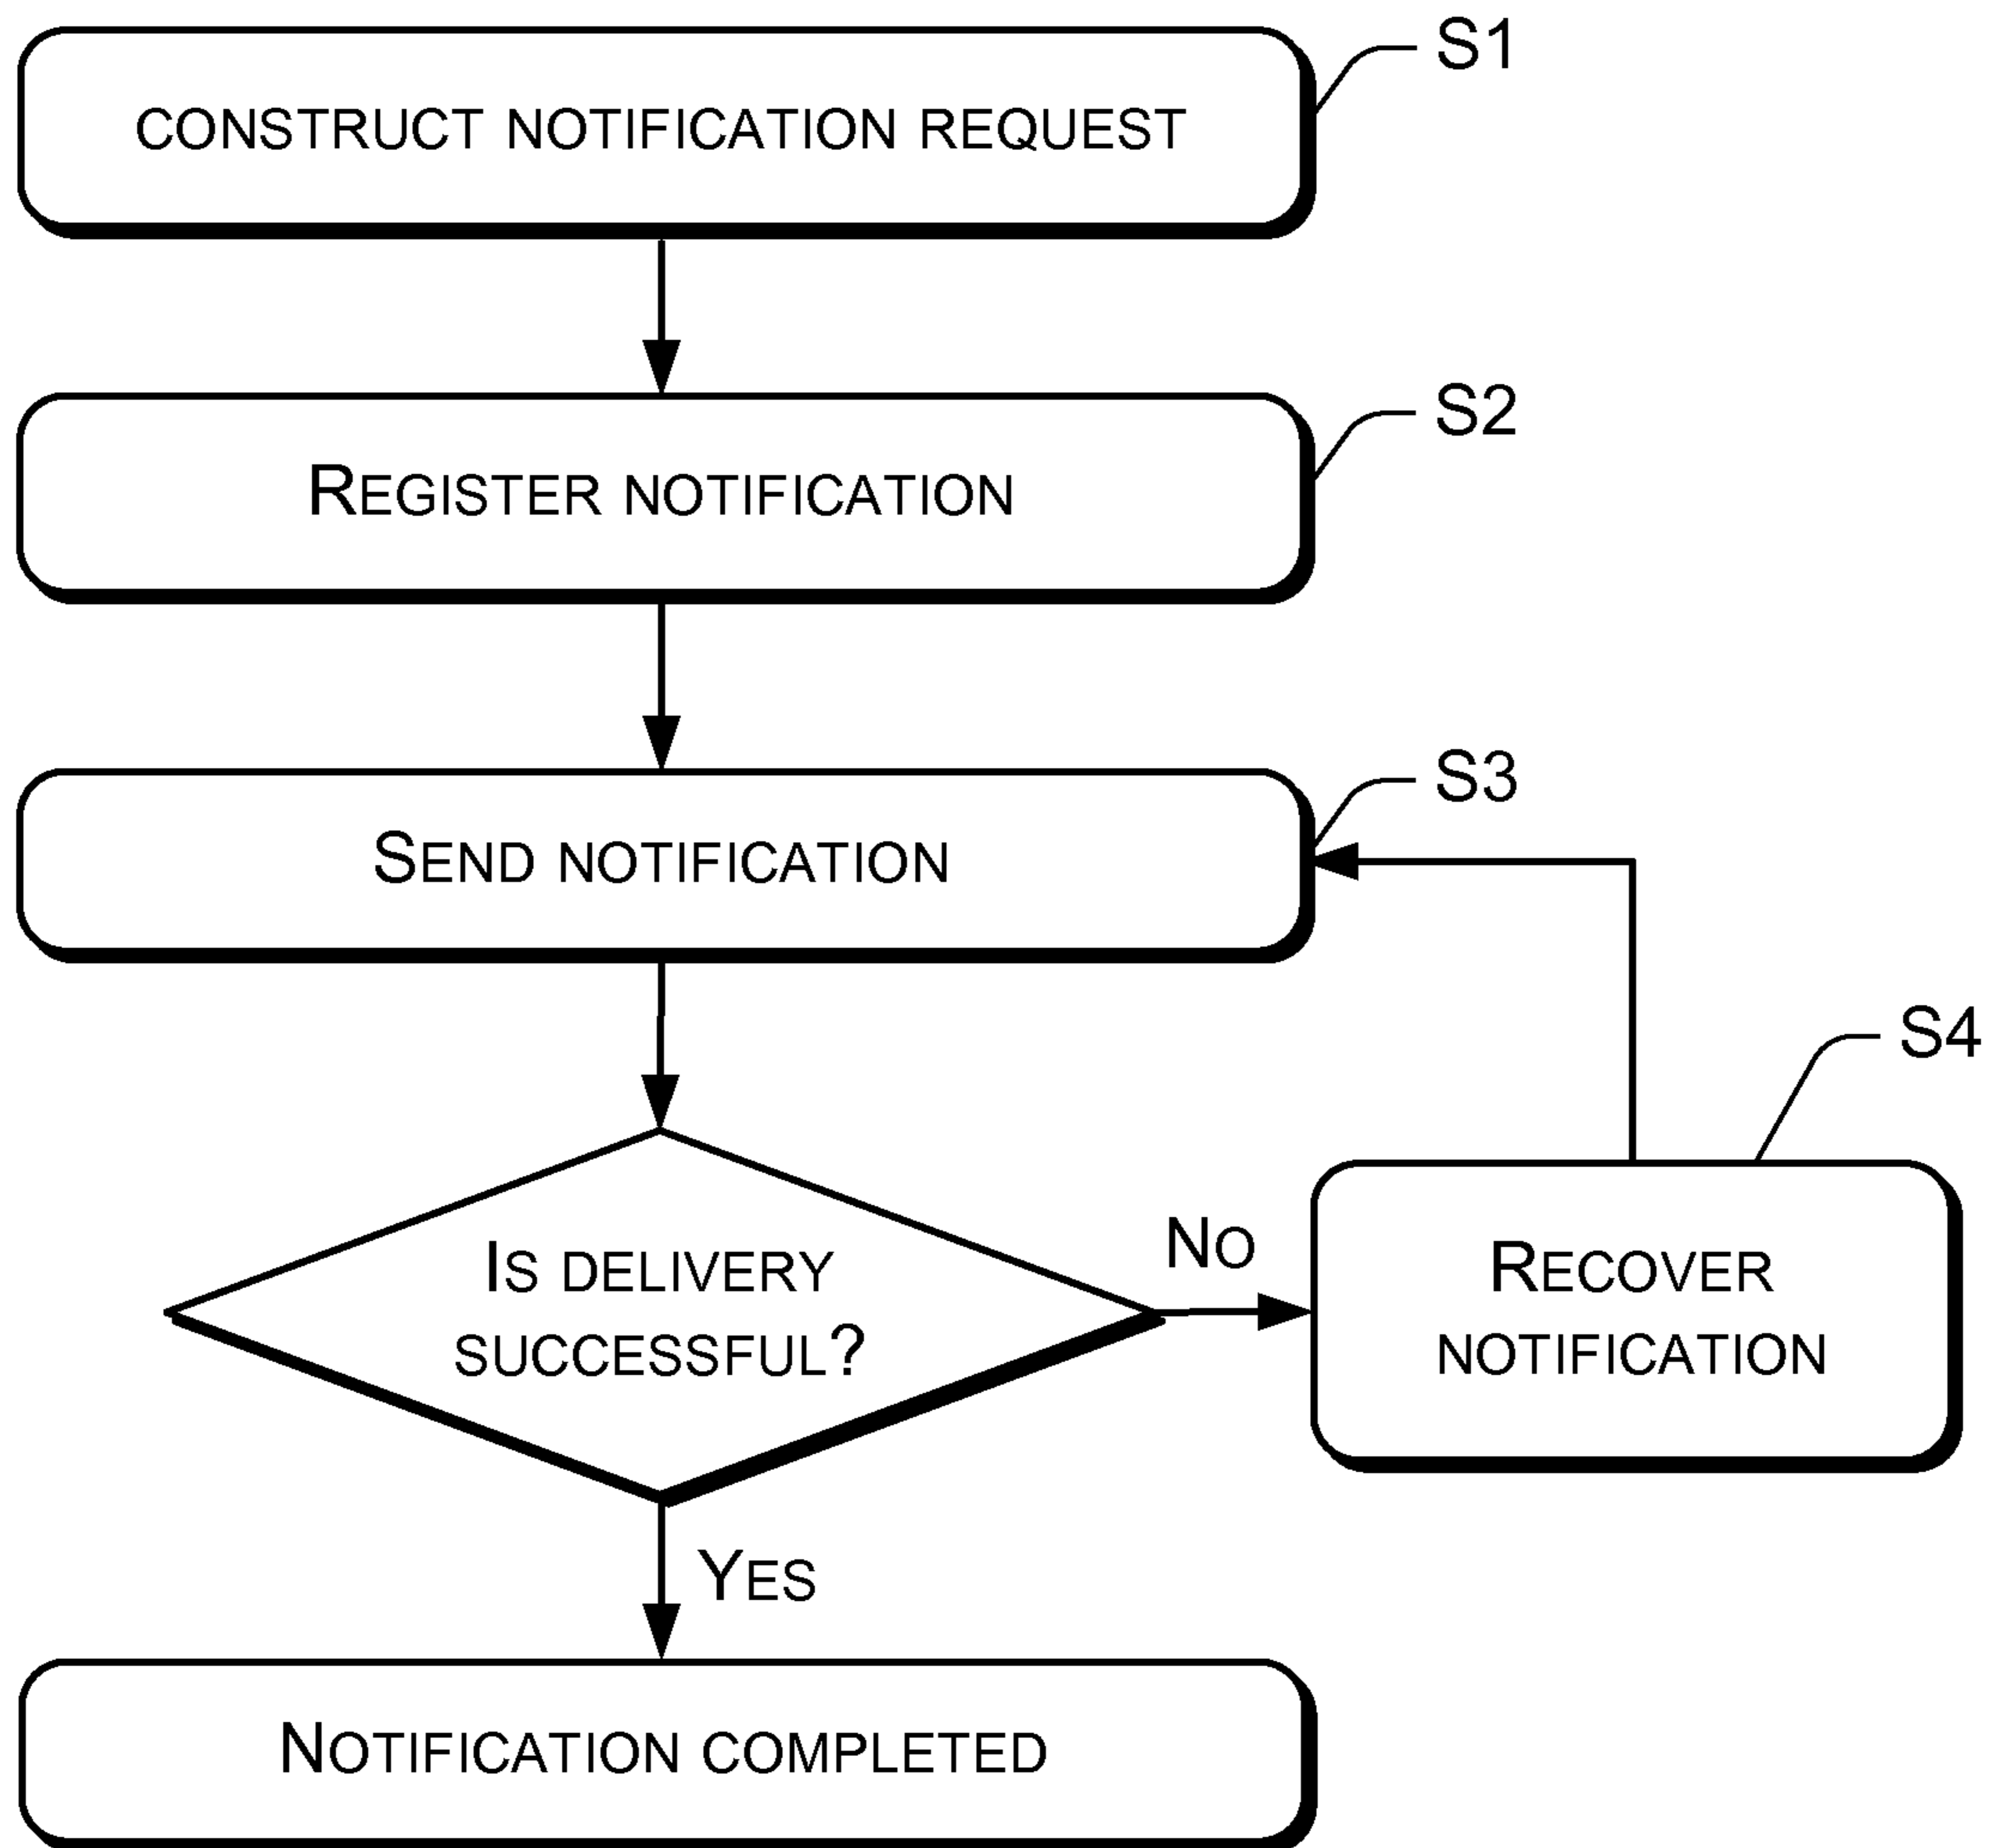 CONSTRUCT NOTIFICATION REQUEST
S1
REGISTER NOTIFICATION
S2
SEND NOTIFICATION
S3
IS DELIVERY
SUCCESSFUL?
NO
RECOVER
NOTIFICATION
S4
YES
NOTIFICATION COMPLETED